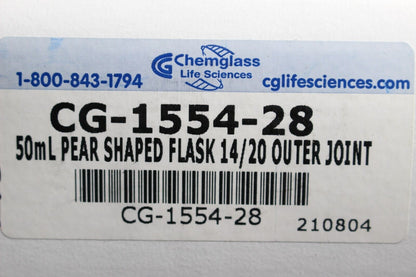 Chemglass
Life Sciences
1-800-843-1794
cglifesciences.com
CG-1554-28
50mL PEAR SHAPED FLASK 14/20 OUTER JOINT
CG-1554-28
210804